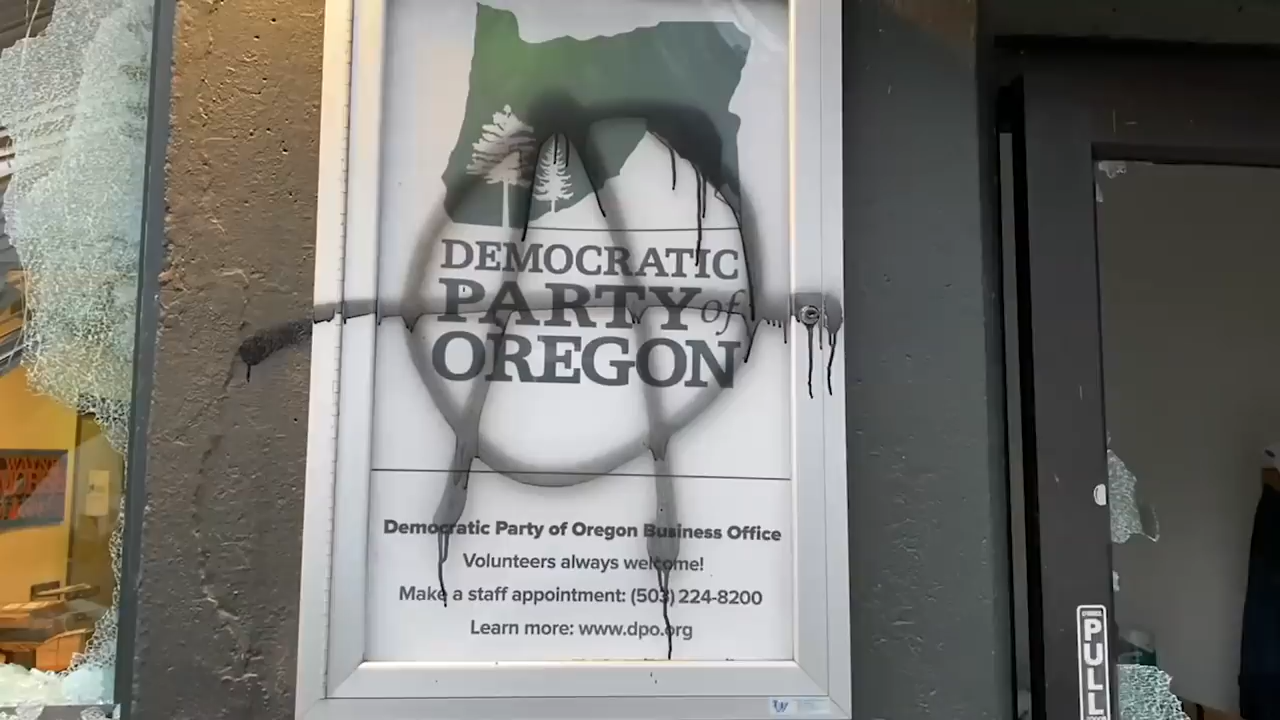 DEMOCRATIC
PARTY of
OREGON
Democratic Party of Oregon Business Office
Volunteers always welcome!
Make a staff appointment: (503) 224-8200
Learn more: www.dpo.org
PULL